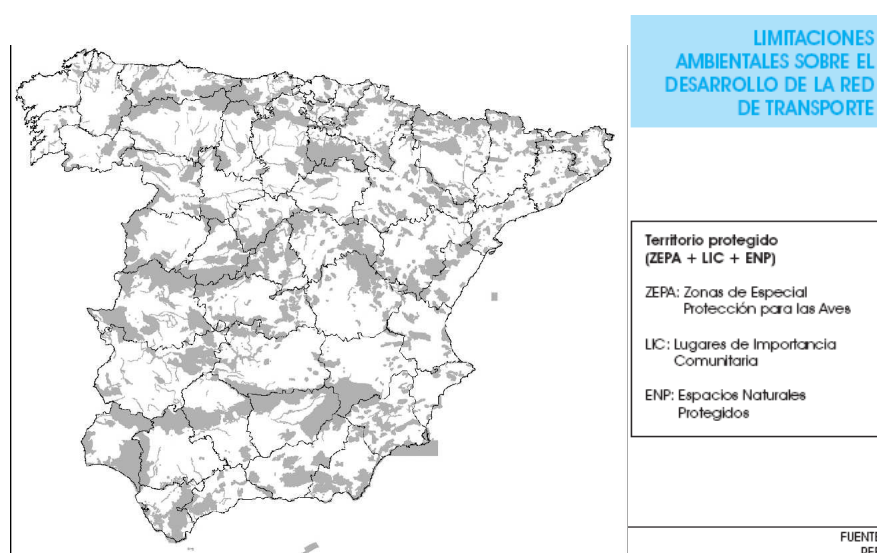 LIMITACIONES
AMBIENTALES SOBRE EL
DESARROLLO DE LA RED
DE TRANSPORTE
Territorio protegido
(ZEPA + LIC + ENP)
ZEPA: Zonas de Especial
Protección para las Aves
LIC: Lugares de Importancia
Comunitaria
ENP: Espacios Naturales
Protegidos
FUENTE